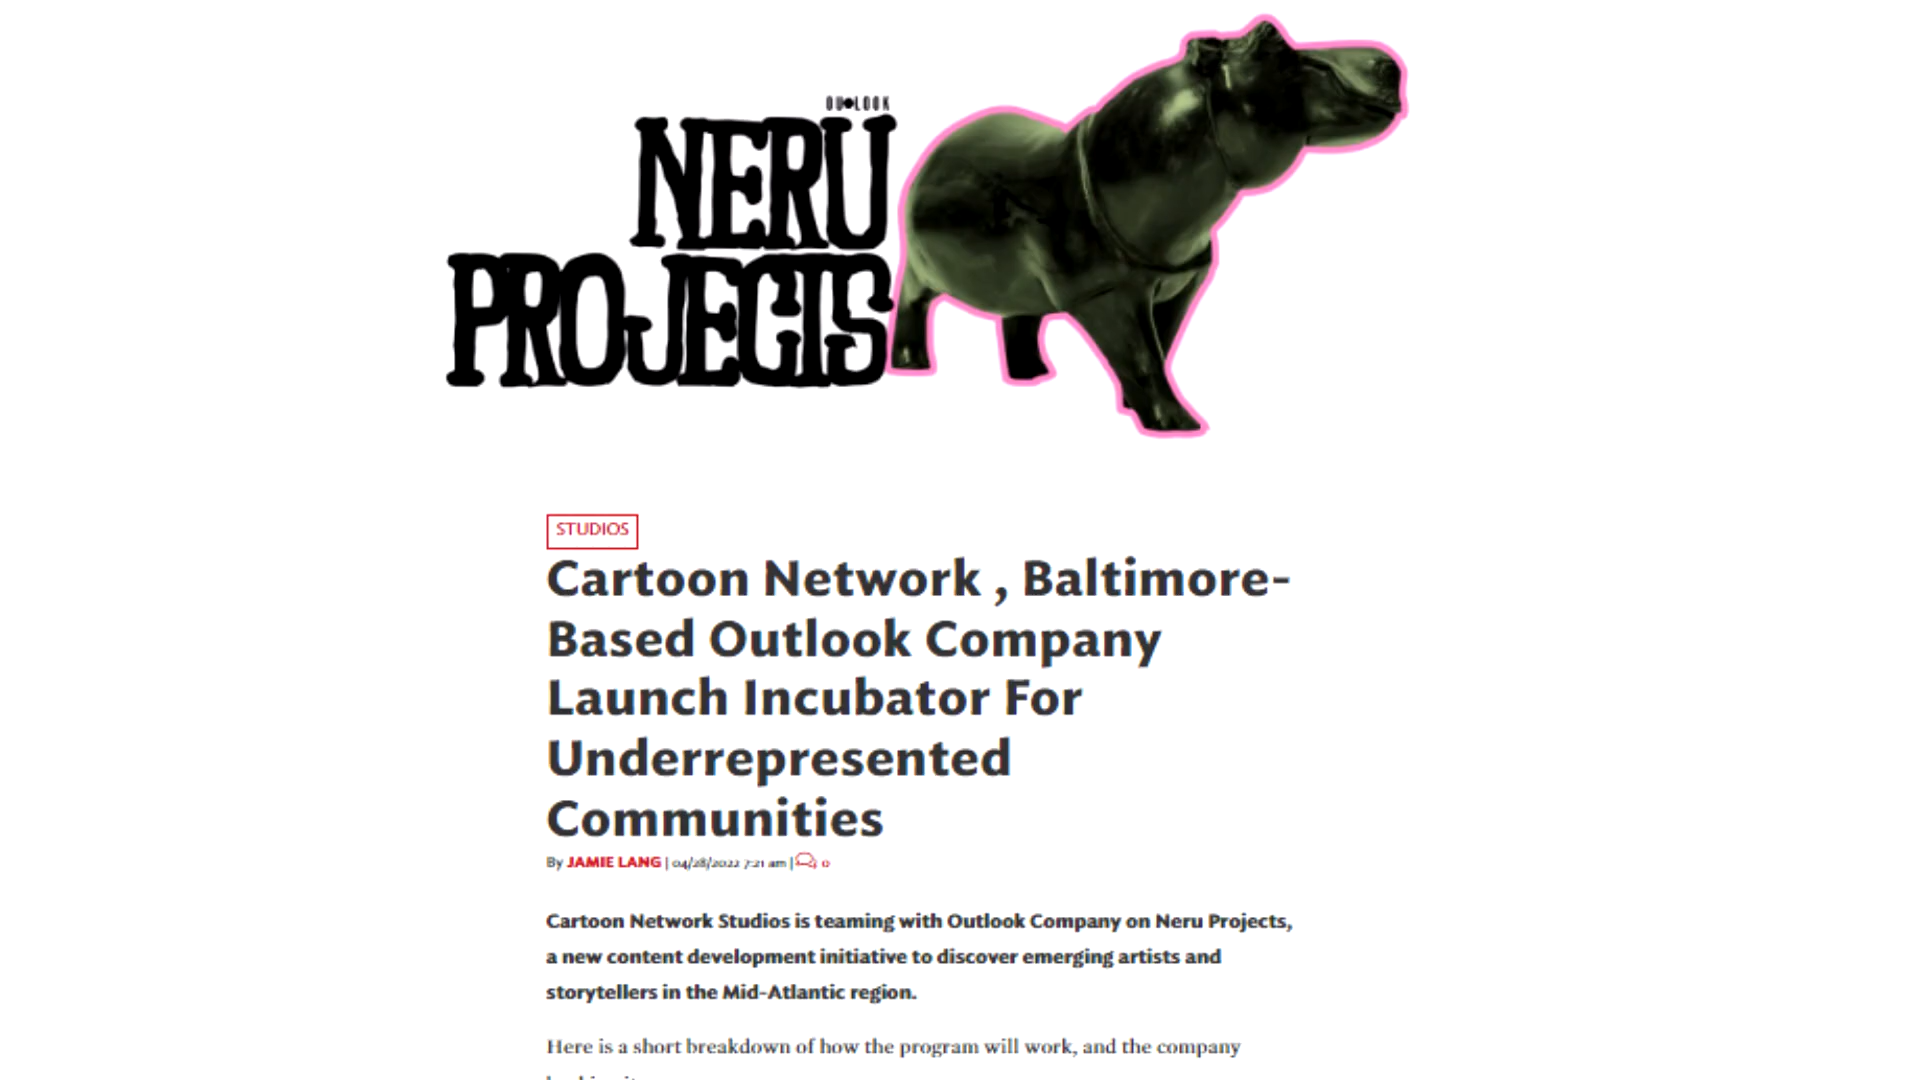 OUTLOOK
NERU
PROJECTS
STUDIOS
Cartoon Network , Baltimore-
Based Outlook Company
Launch Incubator For
Underrepresented
Communities
By JAMIE LANG | 04/28/2022 7:21 am | 0
Cartoon Network Studios is teaming with Outlook Company on Neru Projects,
a new content development initiative to discover emerging artists and
storytellers in the Mid-Atlantic region.
Here is a short breakdown of how the program will work, and the company